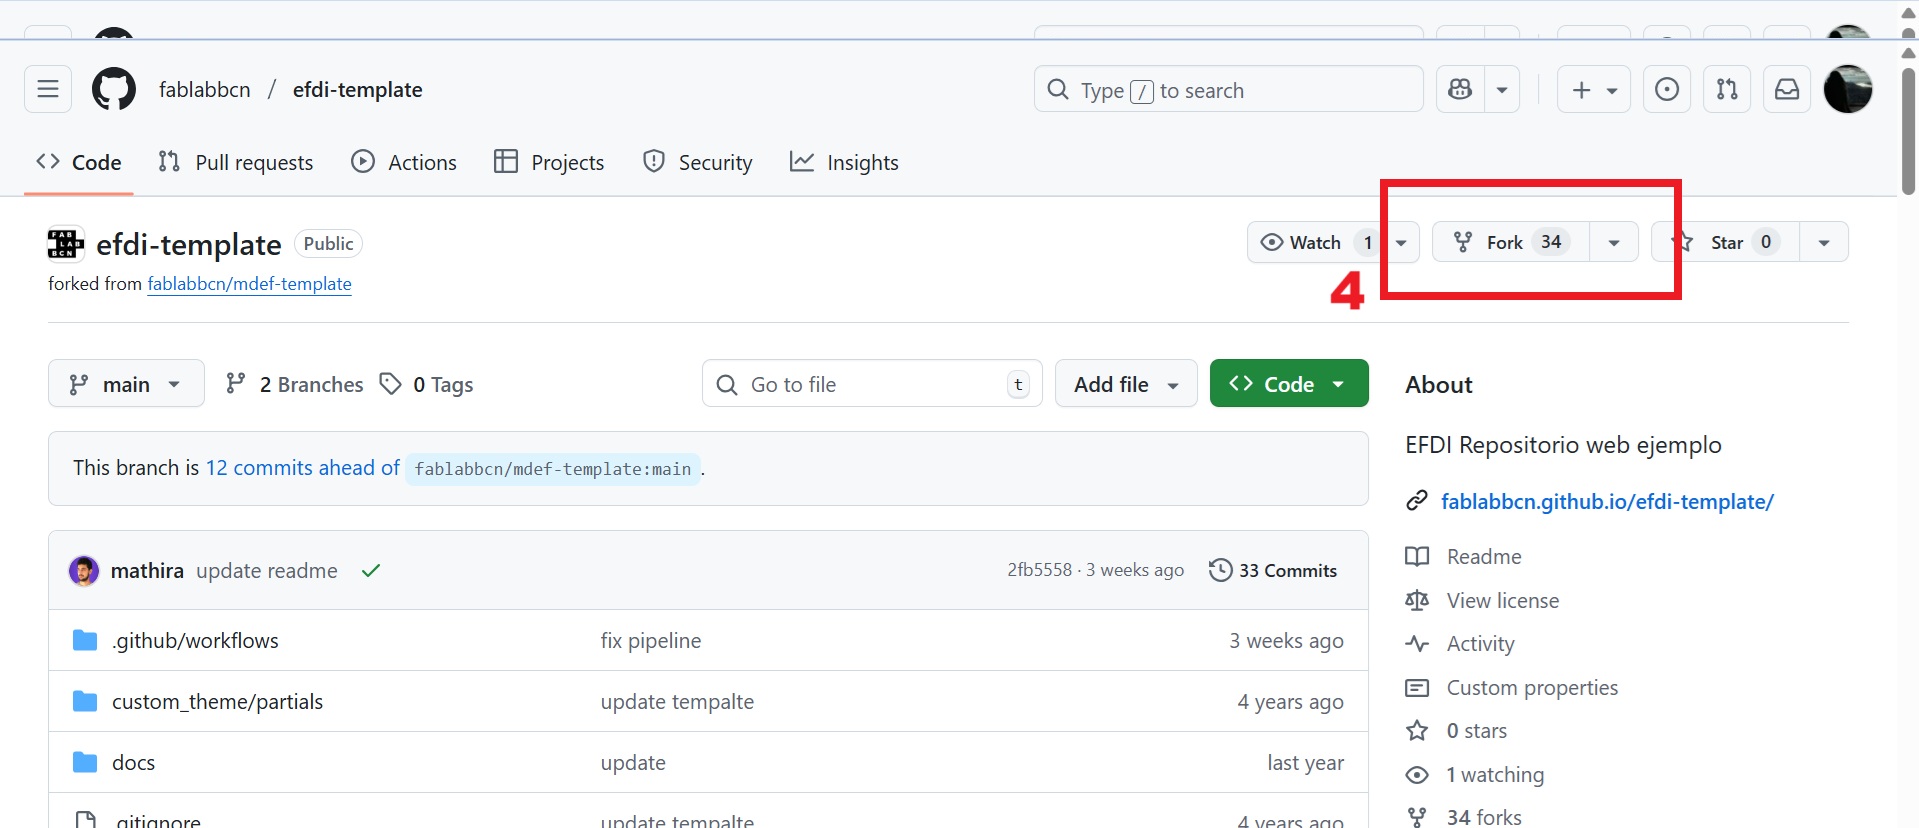 fablabbcn / efdi-template
Type / to search
Code Pull requests Actions Projects Security Insights
FAB LAB BCN
efdi-template Public
Watch 1 Fork 34 Star 0
forked from fablabbcn/mdef-template
4
main 2 Branches 0 Tags Go to file t Add file Code
This branch is 12 commits ahead of fablabbcn/mdef-template:main .
mathira update readme 2fb5558 · 3 weeks ago 33 Commits
.github/workflows fix pipeline 3 weeks ago
custom_theme/partials update tempalte 4 years ago
docs update last year
.gitignore update tempalte 4 years ago
About
EFDI Repositorio web ejemplo
fablabbcn.github.io/efdi-template/
Readme
View license
Activity
Custom properties
0 stars
1 watching
34 forks